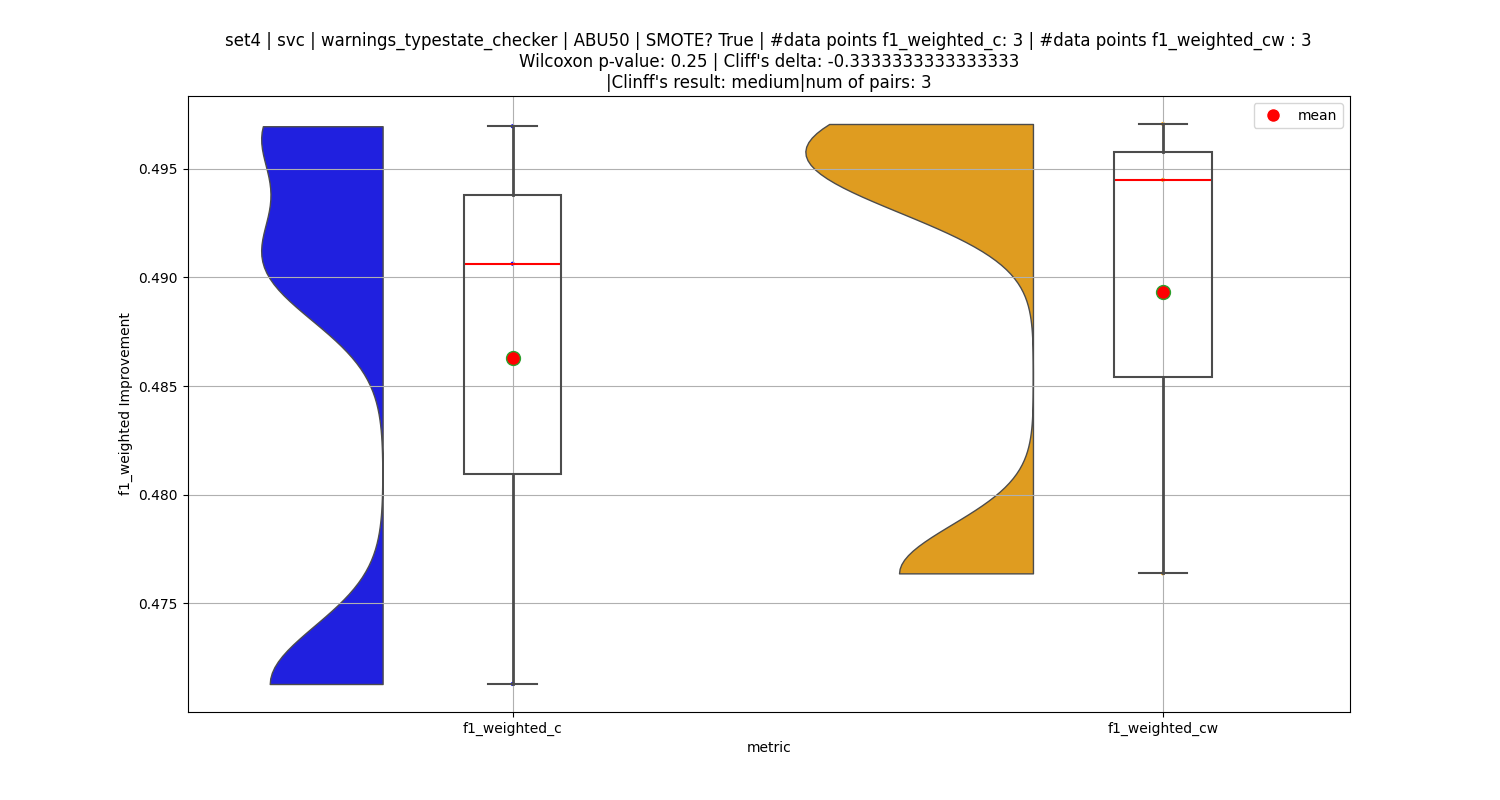 set4 | svc | warnings_typestate_checker | ABU50 | SMOTE? True | #data points f1_weighted_c: 3 | #data points f1_weighted_cw : 3
Wilcoxon p-value: 0.25 | Cliff's delta: -0.3333333333333333
|Clinff's result: medium|num of pairs: 3
mean
0.495
0.490
0.485
0.480
0.475
f1_weighted Improvement
f1_weighted_c
f1_weighted_cw
metric